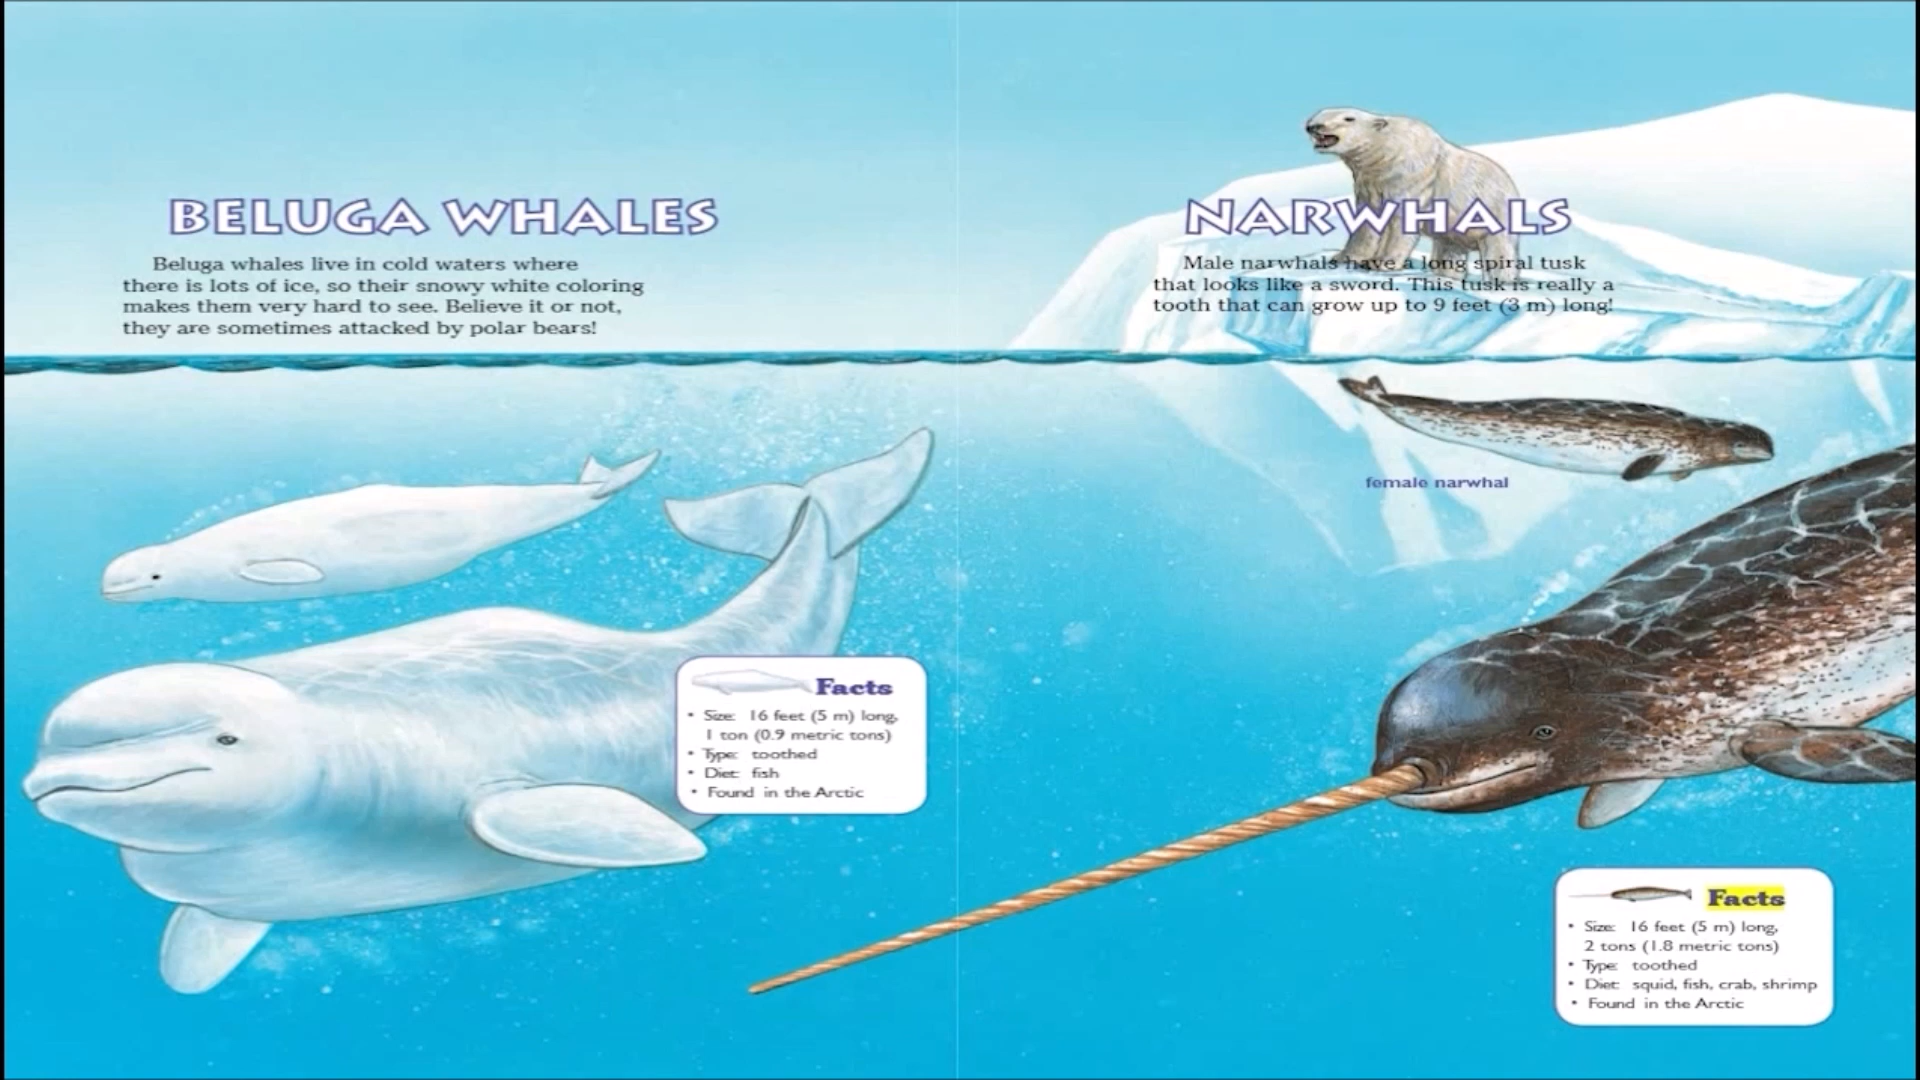 BELUGA WHALES
Beluga whales live in cold waters where
there is lots of ice, so their snowy white coloring
makes them very hard to see. Believe it or not,
they are sometimes attacked by polar bears!
Facts
• Size: 16 feet (5 m) long,
1 ton (0.9 metric tons)
• Type: toothed
• Diet: fish
• Found in the Arctic
NARWHALS
Male narwhals have a long spiral tusk
that looks like a sword. This tusk is really a
tooth that can grow up to 9 feet (3 m) long!
female narwhal
Facts
• Size: 16 feet (5 m) long,
2 tons (1.8 metric tons)
• Type: toothed
• Diet: squid, fish, crab, shrimp
• Found in the Arctic